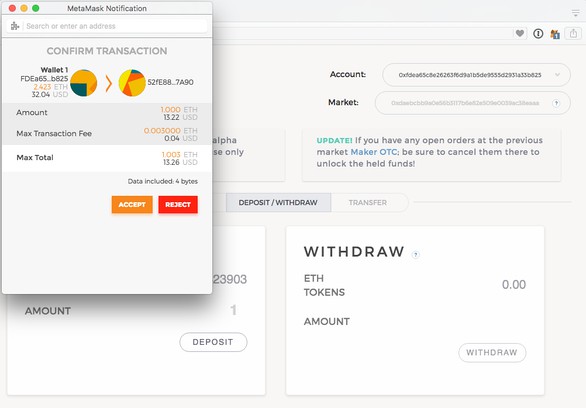 MetaMask Notification
Search or enter an address
CONFIRM TRANSACTION
Wallet 1
FDEa65...b825
2.423 ETH
32.04 USD
52fE88...7A90
Amount
1.000 ETH
13.22 USD
Max Transaction Fee
0.003000 ETH
0.04 USD
Max Total
1.003 ETH
13.26 USD
Data included: 4 bytes
ACCEPT
REJECT
Account:
0xfdea65c8e26263f6d9a1b5de9555d2931a33b825
Market:
?
alpha
se only
UPDATE! If you have any open orders at the previous
market Maker OTC; be sure to cancel them there to
unlock the held funds!
DEPOSIT / WITHDRAW
TRANSFER
23903
AMOUNT
1
DEPOSIT
WITHDRAW ?
ETH
TOKENS
0.00
AMOUNT
WITHDRAW